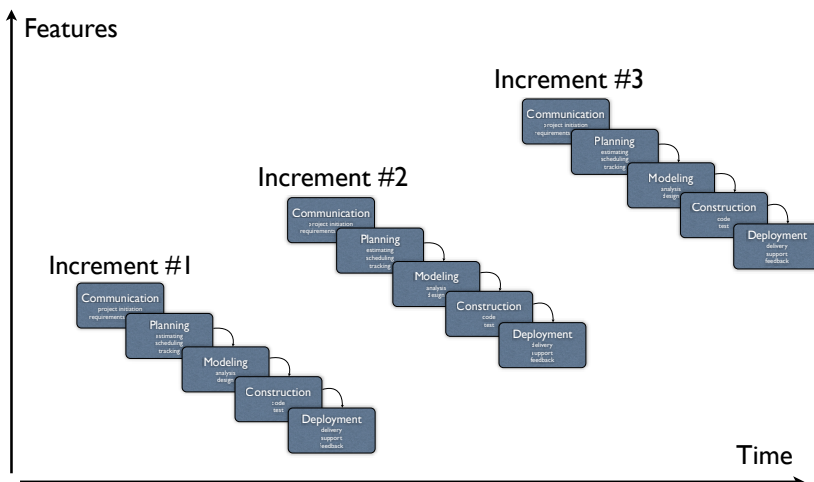 Features
Increment #3
Communication
project initiation
requirements
Planning
estimating
scheduling
tracking
Modeling
analysis
design
Construction
code
test
Deployment
delivery
support
feedback
Increment #2
Communication
project initiation
requirements
Planning
estimating
scheduling
tracking
Modeling
analysis
design
Construction
code
test
Deployment
delivery
support
feedback
Increment #1
Communication
project initiation
requirements
Planning
estimating
scheduling
tracking
Modeling
analysis
design
Construction
code
test
Deployment
delivery
support
feedback
Time